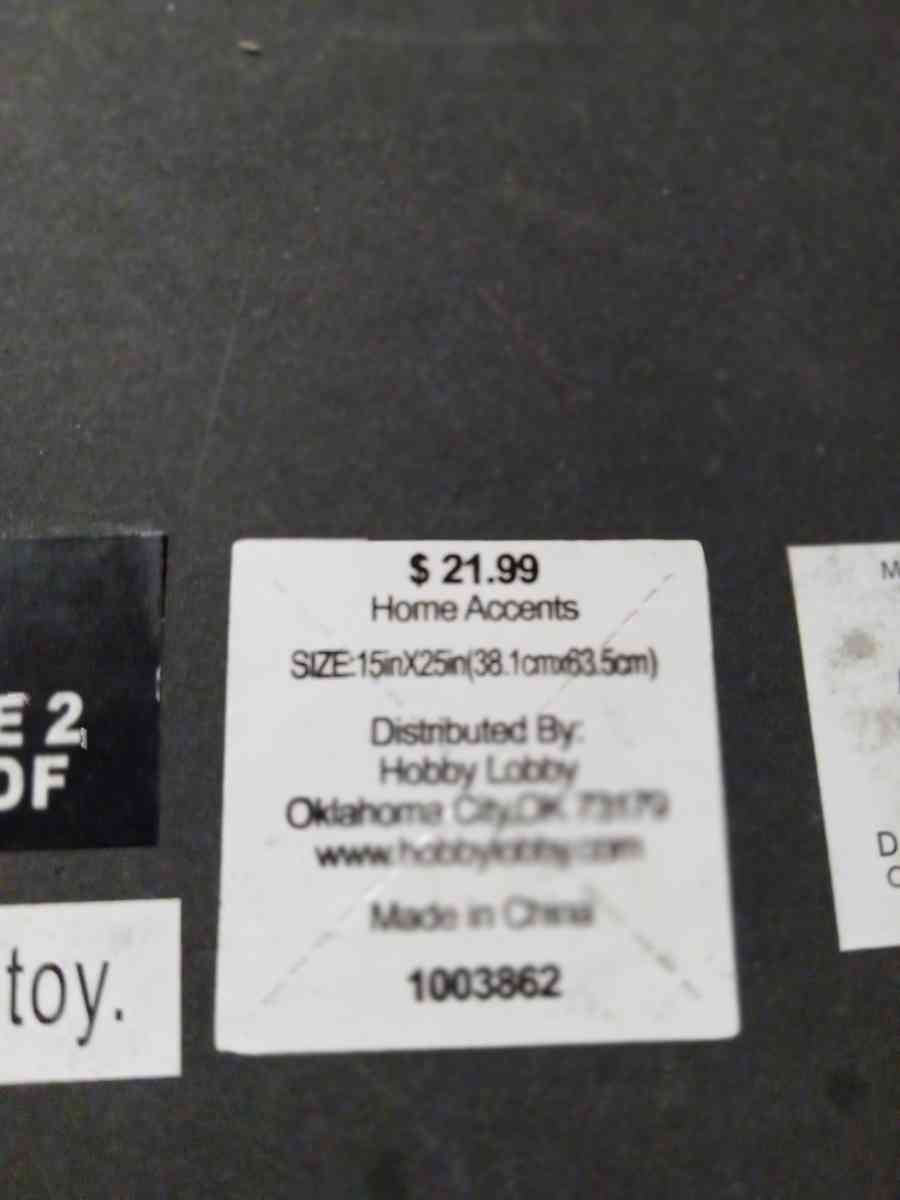 $ 21.99
Home Accents
SIZE:15inX25in(38.1cmx63.5cm)
Distributed By:
Hobby Lobby
Oklahoma City,OK 73179
www.hobbylobby.com
Made in China
1003862
E 2
OF
toy.
M
D